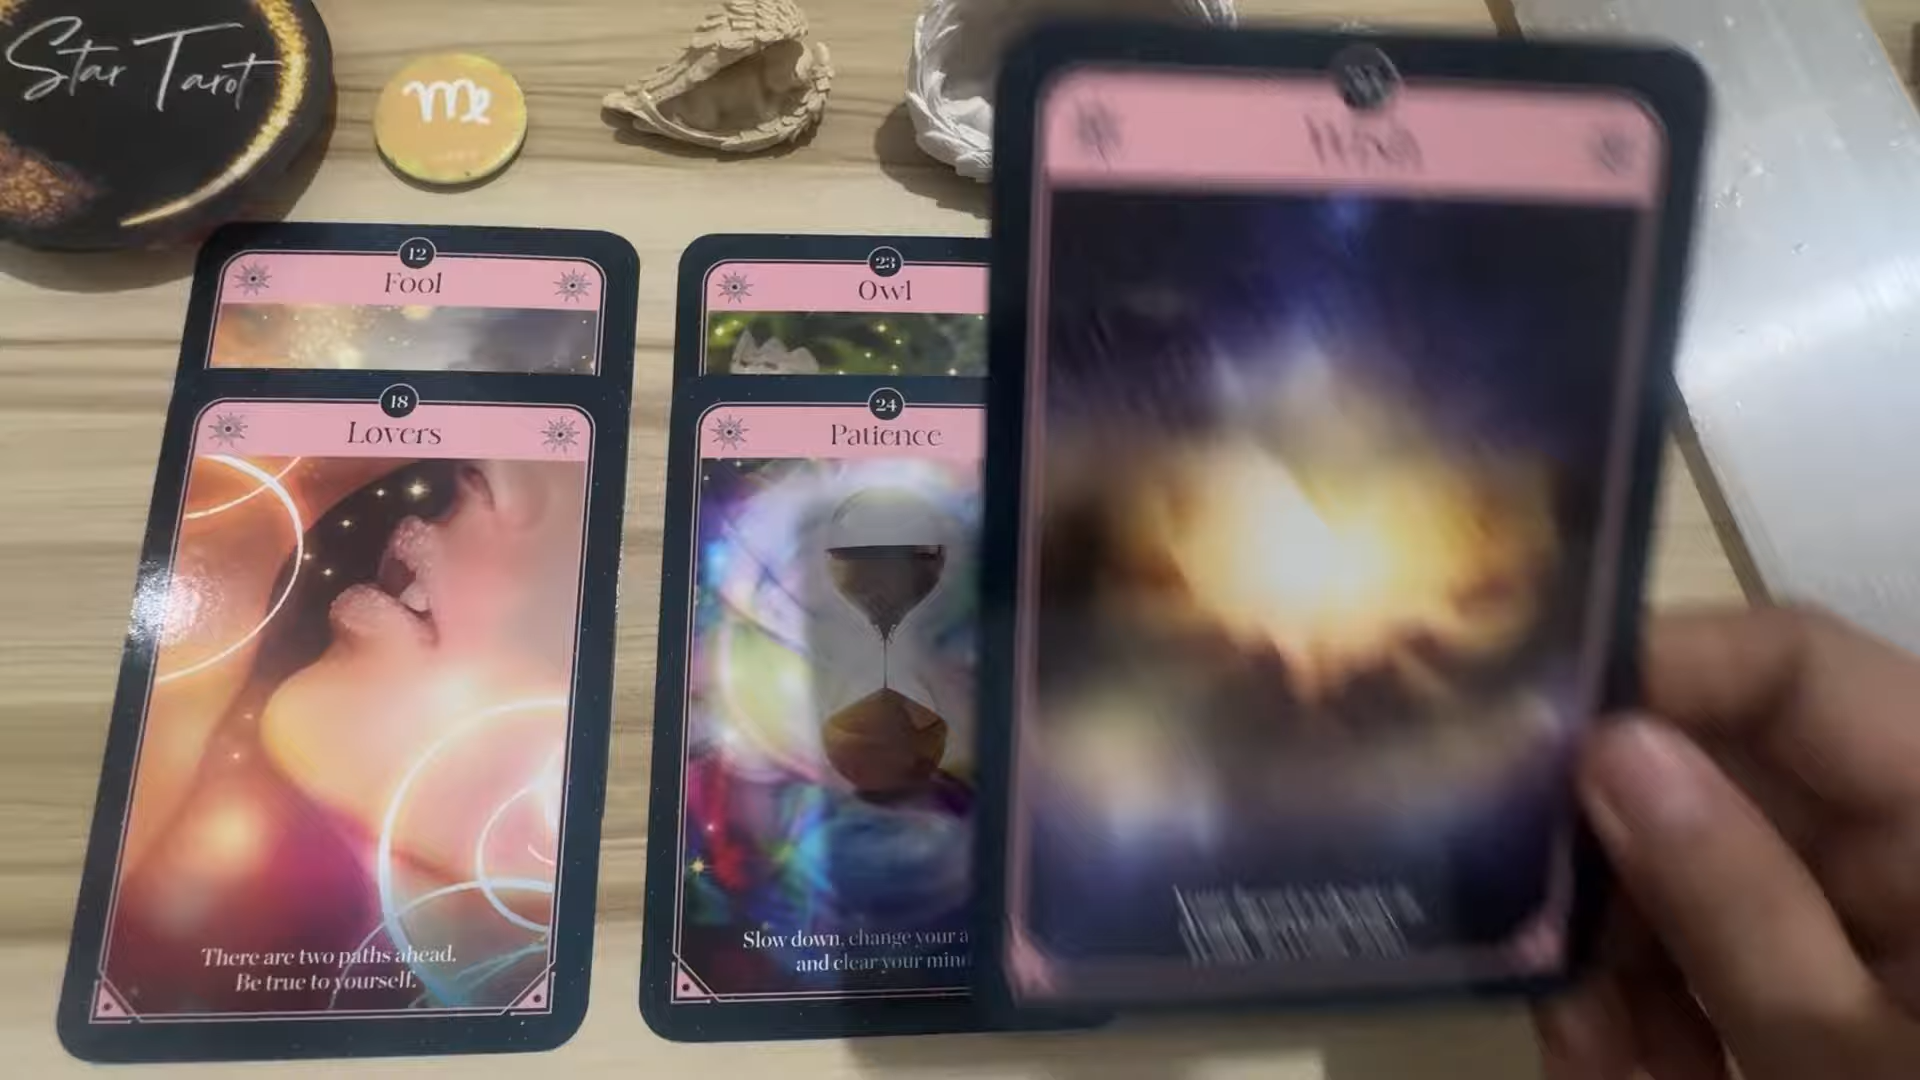 Star Tarot
12
Fool
18
Lovers
There are two paths ahead.
Be true to yourself.
23
Owl
24
Patience
Slow down, change your a
and clear your mind